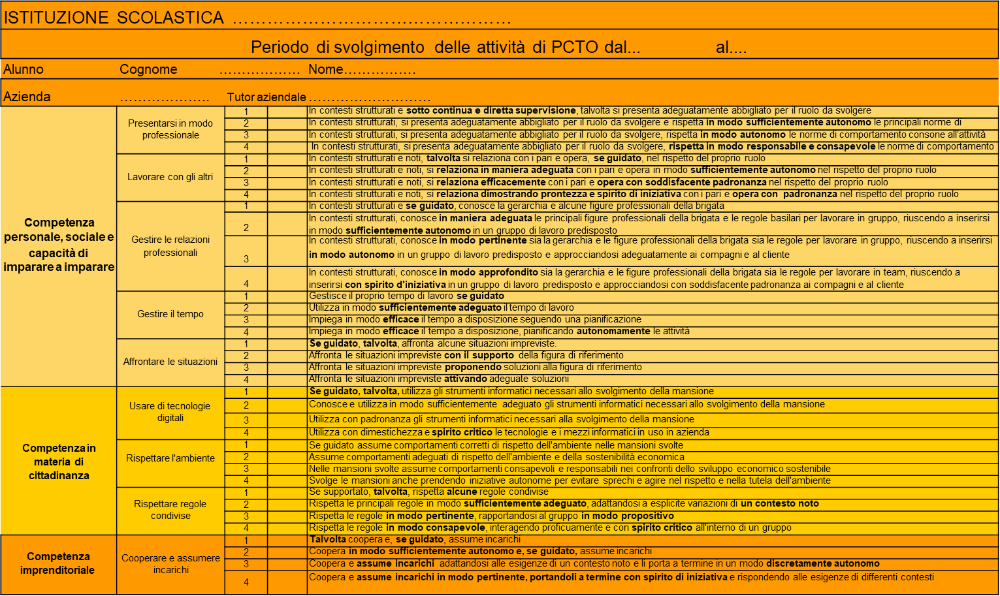 ISTITUZIONE SCOLASTICA …………………………………………
Periodo di svolgimento delle attività di PCTO dal... al....
Alunno Cognome ……………… Nome…………….
Azienda ……………….. Tutor aziendale ………………………
Competenza personale, sociale e capacità di imparare a imparare
Presentarsi in modo professionale
1 In contesti strutturati e sotto continua e diretta supervisione, talvolta si presenta adeguatamente abbigliato per il ruolo da svolgere
2 In contesti strutturati, si presenta adeguatamente abbigliato per il ruolo da svolgere e rispetta in modo sufficientemente autonomo le principali norme di
3 In contesti strutturati, si presenta adeguatamente abbigliato per il ruolo da svolgere, rispetta in modo autonomo le norme di comportamento consone all'attività
4 In contesti strutturati, si presenta adeguatamente abbigliato per il ruolo da svolgere, rispetta in modo responsabile e consapevole le norme di comportamento
Lavorare con gli altri
1 In contesti strutturati e noti, talvolta si relaziona con i pari e opera, se guidato, nel rispetto del proprio ruolo
2 In contesti strutturati e noti, si relaziona in maniera adeguata con i pari e opera in modo sufficientemente autonomo nel rispetto del proprio ruolo
3 In contesti strutturati e noti, si relaziona efficacemente con i pari e opera con soddisfacente padronanza nel rispetto del proprio ruolo
4 In contesti strutturati e noti, si relaziona dimostrando prontezza e spirito di iniziativa con i pari e opera con padronanza nel rispetto del proprio ruolo
Gestire le relazioni professionali
1 In contesti strutturati e se guidato, conosce la gerarchia e alcune figure professionali della brigata
2 In contesti strutturati, conosce in maniera adeguata le principali figure professionali della brigata e le regole basilari per lavorare in gruppo, riuscendo a inserirsi
in modo sufficientemente autonomo in un gruppo di lavoro predisposto
3 In contesti strutturati, conosce in modo pertinente sia la gerarchia e le figure professionali della brigata sia le regole per lavorare in gruppo, riuscendo a inserirsi
in modo autonomo in un gruppo di lavoro predisposto e approcciandosi adeguatamente ai compagni e al cliente
4 In contesti strutturati, conosce in modo approfondito sia la gerarchia e le figure professionali della brigata sia le regole per lavorare in team, riuscendo a
inserirsi con spirito d'iniziativa in un gruppo di lavoro predisposto e approcciandosi con soddisfacente padronanza ai compagni e al cliente
Gestire il tempo
1 Gestisce il proprio tempo di lavoro se guidato
2 Utilizza in modo sufficientemente adeguato il tempo di lavoro
3 Impiega in modo efficace il tempo a disposizione seguendo una pianificazione
4 Impiega in modo efficace il tempo a disposizione, pianificando autonomamente le attività
Affrontare le situazioni
1 Se guidato, talvolta, affronta alcune situazioni impreviste.
2 Affronta le situazioni impreviste con il supporto della figura di riferimento
3 Affronta le situazioni impreviste proponendo soluzioni alla figura di riferimento
4 Affronta le situazioni impreviste attivando adeguate soluzioni
Competenza in materia di cittadinanza
Usare di tecnologie digitali
1 Se guidato, talvolta, utilizza gli strumenti informatici necessari allo svolgimento della mansione
2 Conosce e utilizza in modo sufficientemente adeguato gli strumenti informatici necessari allo svolgimento della mansione
3 Utilizza con padronanza gli strumenti informatici necessari alla svolgimento della mansione
4 Utilizza con dimestichezza e spirito critico le tecnologie e i mezzi informatici in uso in azienda
Rispettare l'ambiente
1 Se guidato assume comportamenti corretti di rispetto dell'ambiente nelle mansioni svolte
2 Assume comportamenti adeguati di rispetto dell'ambiente e della sostenibilità economica
3 Nelle mansioni svolte assume comportamenti consapevoli e responsabili nei confronti dello sviluppo economico sostenibile
4 Svolge le mansioni anche prendendo iniziative autonome per evitare sprechi e agire nel rispetto e nella tutela dell'ambiente
Rispettare regole condivise
1 Se supportato, talvolta, rispetta alcune regole condivise
2 Rispetta le principali regole in modo sufficientemente adeguato, adattandosi a esplicite variazioni di un contesto noto
3 Rispetta le regole in modo pertinente, rapportandosi al gruppo in modo propositivo
4 Rispetta le regole in modo consapevole, interagendo proficuamente e con spirito critico all'interno di un gruppo
Competenza imprenditoriale
Cooperare e assumere incarichi
1 Talvolta coopera e, se guidato, assume incarichi
2 Coopera in modo sufficientemente autonomo e, se guidato, assume incarichi
3 Coopera e assume incarichi adattandosi alle esigenze di un contesto noto e li porta a termine in un modo discretamente autonomo
4 Coopera e assume incarichi in modo pertinente, portandoli a termine con spirito di iniziativa e rispondendo alle esigenze di differenti contesti